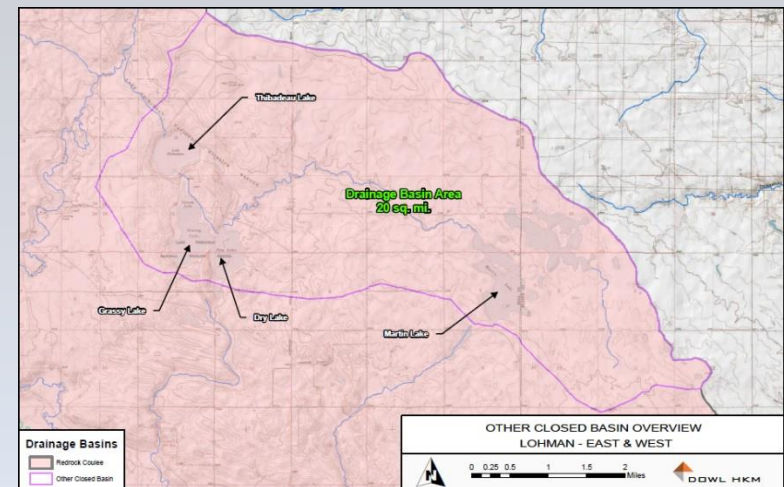 Thibadeau Lake
Drainage Basin Area
20 sq. mi.
Grassy Lake
Dry Lake
Martin Lake
Drainage Basins
Redrock Coulee
Other Closed Basin
OTHER CLOSED BASIN OVERVIEW
LOHMAN - EAST & WEST
N
0 0.25 0.5 1 1.5 2
Miles
DOWL HKM